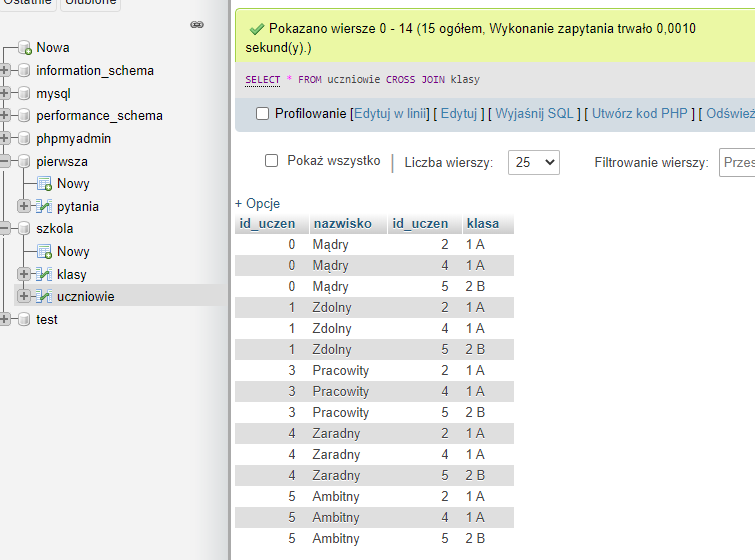 Ostatnie Ulubione
Nowa
information_schema
mysql
performance_schema
phpmyadmin
pierwsza
Nowy
pytania
szkola
Nowy
klasy
uczniowie
test
Pokazano wiersze 0 - 14 (15 ogółem, Wykonanie zapytania trwało 0,0010
sekund(y).)
SELECT * FROM uczniowie CROSS JOIN klasy
Profilowanie [Edytuj w linii] [ Edytuj ] [ Wyjaśnij SQL ] [ Utwórz kod PHP ] [ Odśwież
Pokaż wszystko | Liczba wierszy: 25 Filtrowanie wierszy: Przes
+ Opcje
id_uczen nazwisko id_uczen klasa
0 Mądry 2 1 A
0 Mądry 4 1 A
0 Mądry 5 2 B
1 Zdolny 2 1 A
1 Zdolny 4 1 A
1 Zdolny 5 2 B
3 Pracowity 2 1 A
3 Pracowity 4 1 A
3 Pracowity 5 2 B
4 Zaradny 2 1 A
4 Zaradny 4 1 A
4 Zaradny 5 2 B
5 Ambitny 2 1 A
5 Ambitny 4 1 A
5 Ambitny 5 2 B